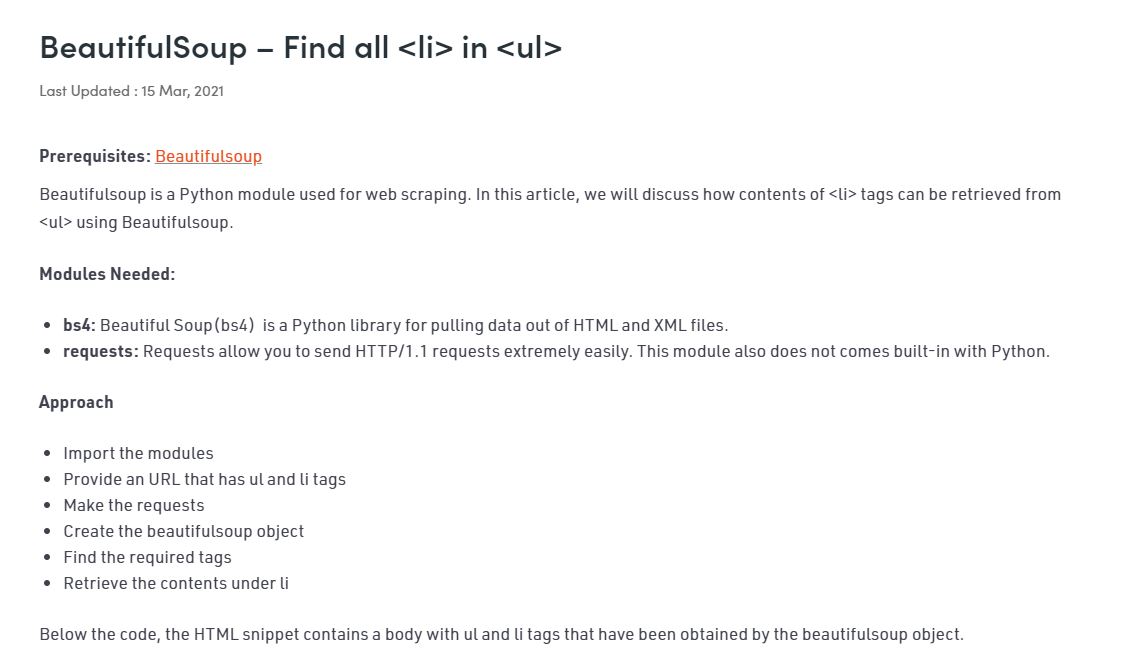 BeautifulSoup – Find all <li> in <ul>
Last Updated : 15 Mar, 2021
Prerequisites: Beautifulsoup
Beautifulsoup is a Python module used for web scraping. In this article, we will discuss how contents of <li> tags can be retrieved from
<ul> using Beautifulsoup.
Modules Needed:
• bs4: Beautiful Soup(bs4)  is a Python library for pulling data out of HTML and XML files.
• requests: Requests allow you to send HTTP/1.1 requests extremely easily. This module also does not comes built-in with Python.
Approach
• Import the modules
• Provide an URL that has ul and li tags
• Make the requests
• Create the beautifulsoup object
• Find the required tags
• Retrieve the contents under li
Below the code, the HTML snippet contains a body with ul and li tags that have been obtained by the beautifulsoup object.